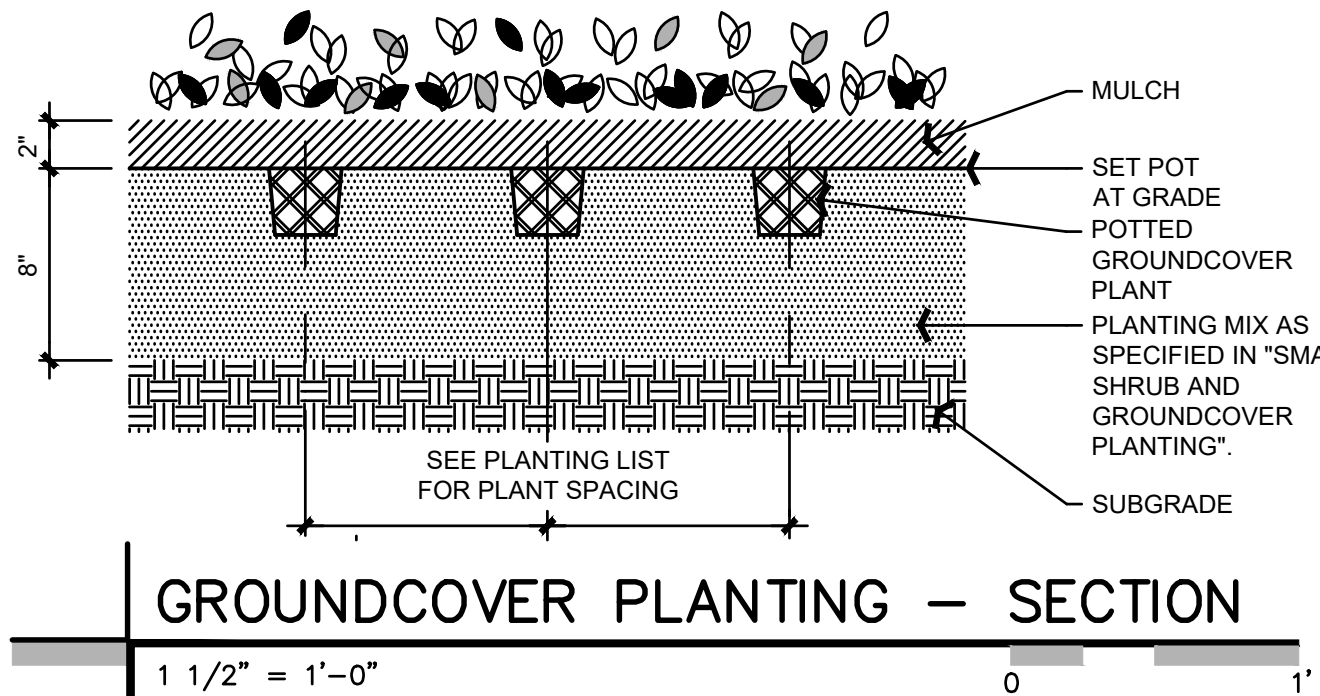 2"
8"
MULCH
SET POT
AT GRADE
POTTED
GROUNDCOVER
PLANT
PLANTING MIX AS
SPECIFIED IN "SMA
SHRUB AND
GROUNDCOVER
PLANTING".
SUBGRADE
SEE PLANTING LIST
FOR PLANT SPACING
GROUNDCOVER PLANTING – SECTION
1 1/2" = 1'-0"
0 1'